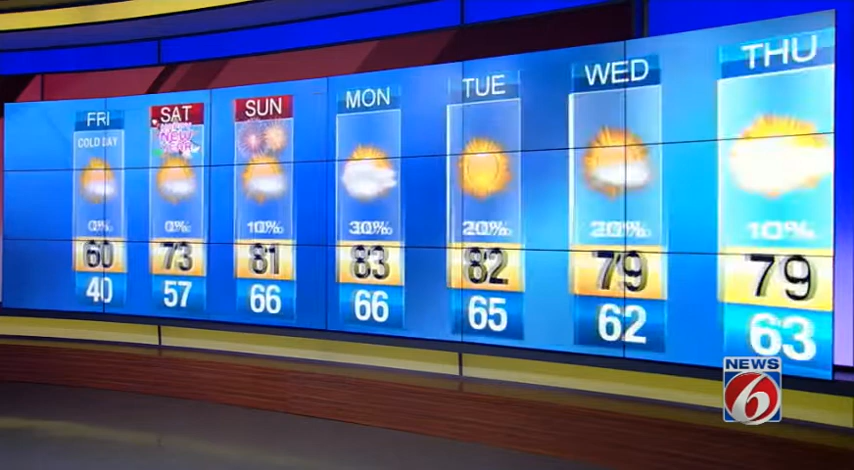 FRI SAT SUN MON TUE WED THU
COLD DAY NEW YEAR
0% 0% 10% 30% 20% 20% 10%
60 73 81 83 82 79 79
40 57 66 66 65 62 63
NEWS
6